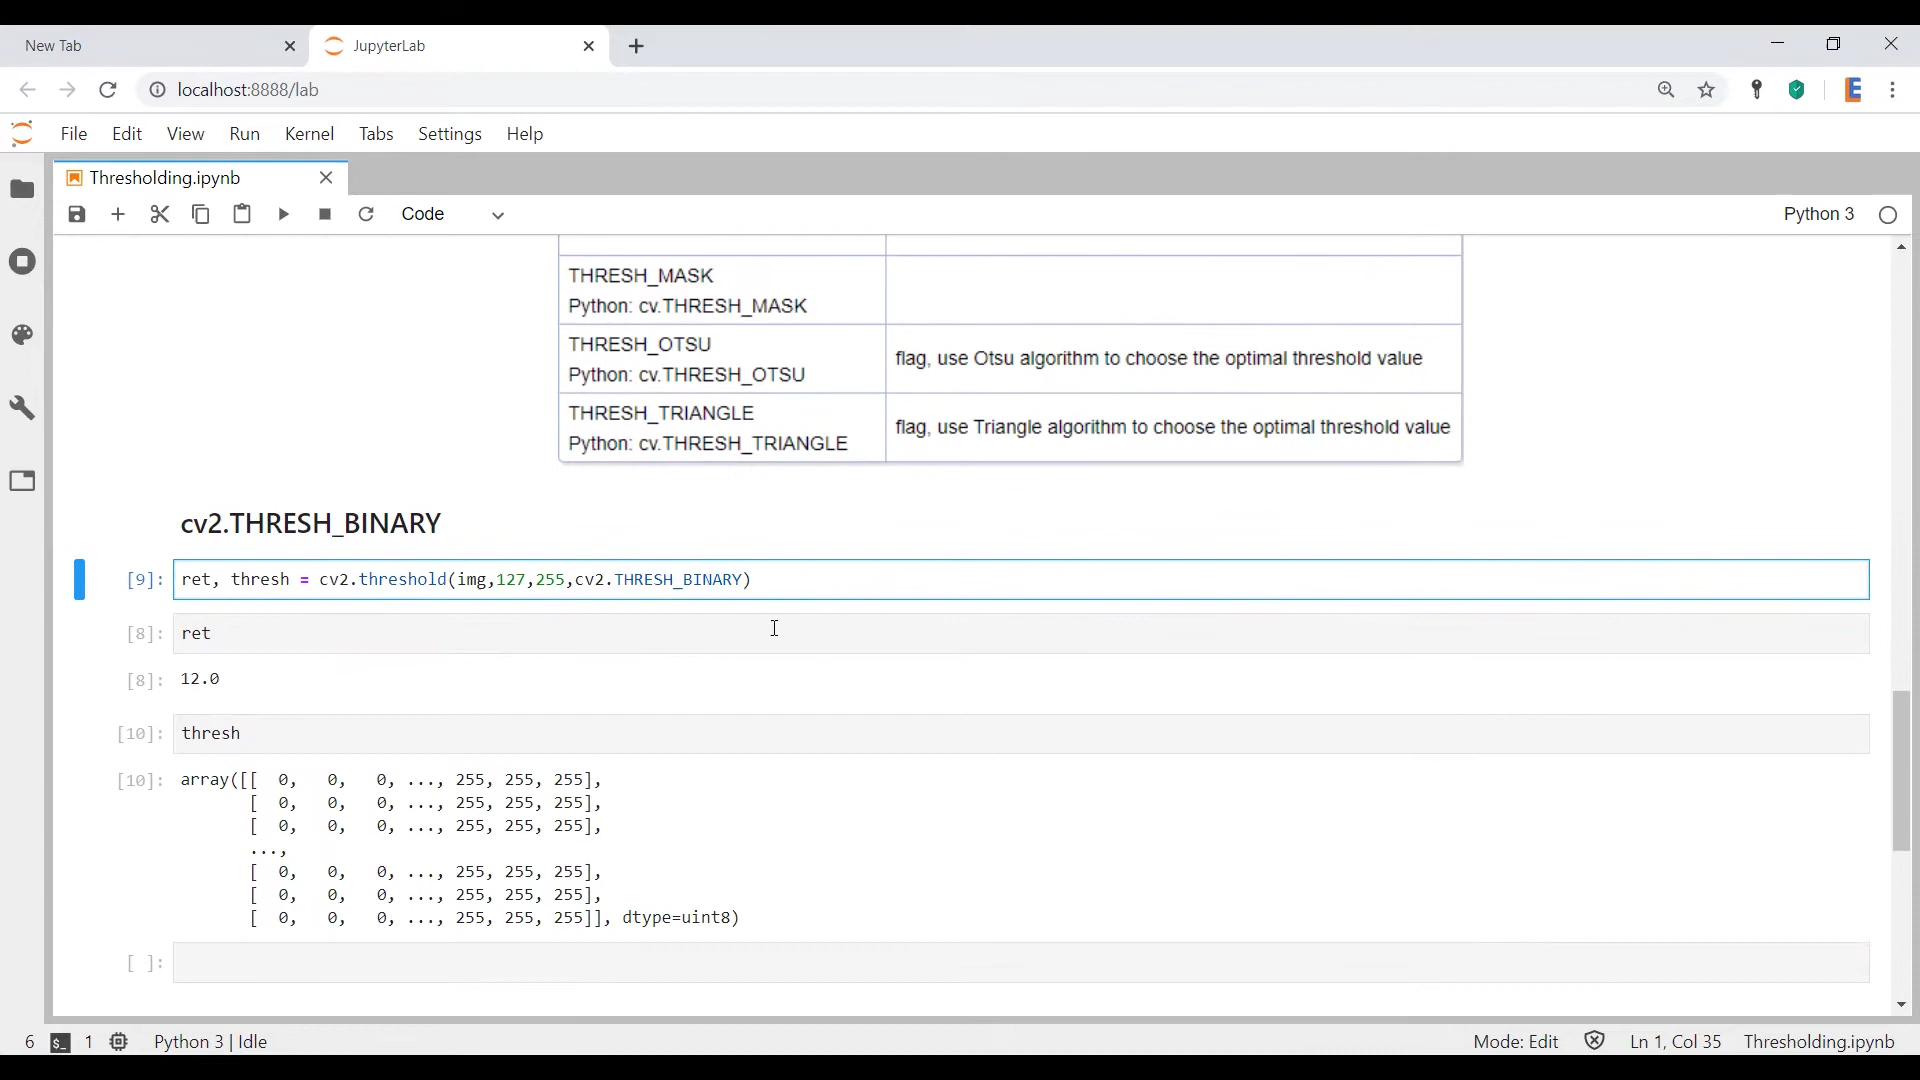 New Tab
JupyterLab
localhost:8888/lab
File Edit View Run Kernel Tabs Settings Help
Thresholding.ipynb
Code
Python 3
THRESH_MASK
Python: cv.THRESH_MASK
THRESH_OTSU
Python: cv.THRESH_OTSU
flag, use Otsu algorithm to choose the optimal threshold value
THRESH_TRIANGLE
Python: cv.THRESH_TRIANGLE
flag, use Triangle algorithm to choose the optimal threshold value
cv2.THRESH_BINARY
[9]: ret, thresh = cv2.threshold(img,127,255,cv2.THRESH_BINARY)
[8]: ret
[8]: 12.0
[10]: thresh
[10]: array([[  0,   0,   0, ..., 255, 255, 255],
[  0,   0,   0, ..., 255, 255, 255],
[  0,   0,   0, ..., 255, 255, 255],
...,
[  0,   0,   0, ..., 255, 255, 255],
[  0,   0,   0, ..., 255, 255, 255],
[  0,   0,   0, ..., 255, 255, 255]], dtype=uint8)
[ ]:
6 $_ 1 Python 3 | Idle Mode: Edit Ln 1, Col 35 Thresholding.ipynb